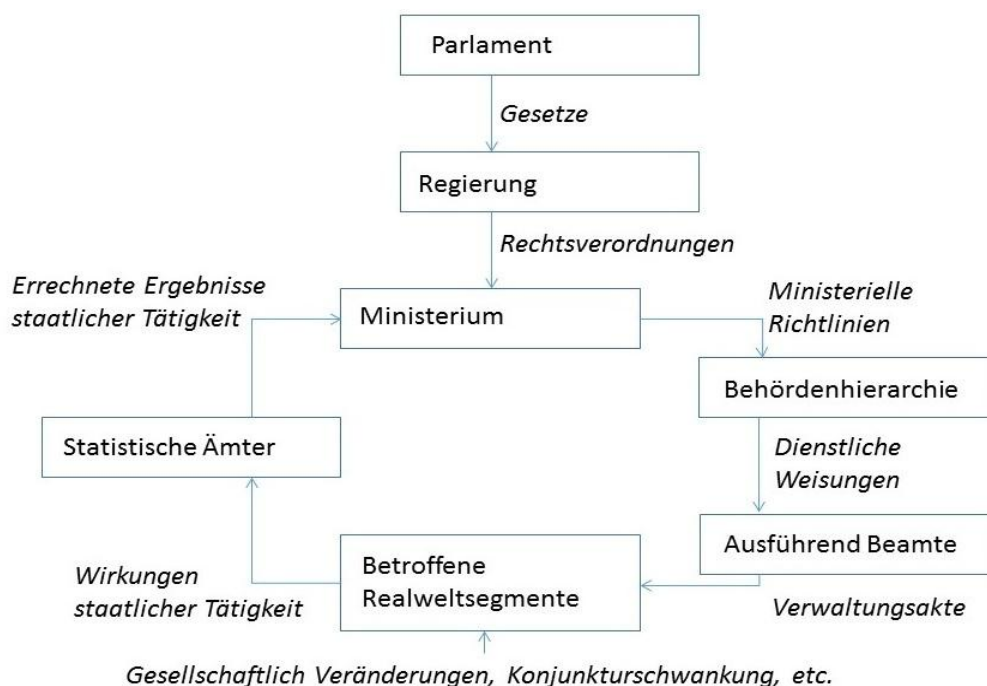 Parlament
Gesetze
Regierung
Rechtsverordnungen
Errechnete Ergebnisse
staatlicher Tätigkeit
Ministerium
Ministerielle
Richtlinien
Behördenhierarchie
Statistische Ämter
Dienstliche
Weisungen
Ausführend Beamte
Betroffene
Realweltsegmente
Wirkungen
staatlicher Tätigkeit
Verwaltungsakte
Gesellschaftlich Veränderungen, Konjunkturschwankung, etc.